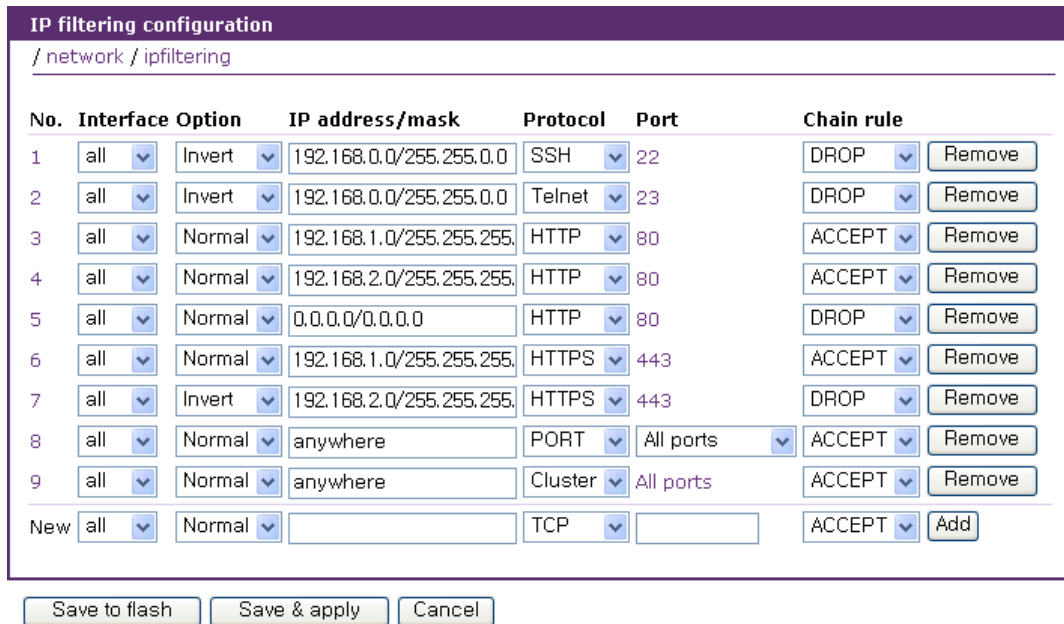 IP filtering configuration
/ network / ipfiltering
No. Interface Option IP address/mask Protocol Port Chain rule
1 all Invert 192.168.0.0/255.255.0.0 SSH 22 DROP Remove
2 all Invert 192.168.0.0/255.255.0.0 Telnet 23 DROP Remove
3 all Normal 192.168.1.0/255.255.255. HTTP 80 ACCEPT Remove
4 all Normal 192.168.2.0/255.255.255. HTTP 80 ACCEPT Remove
5 all Normal 0.0.0.0/0.0.0.0 HTTP 80 DROP Remove
6 all Normal 192.168.1.0/255.255.255. HTTPS 443 ACCEPT Remove
7 all Invert 192.168.2.0/255.255.255. HTTPS 443 DROP Remove
8 all Normal anywhere PORT All ports ACCEPT Remove
9 all Normal anywhere Cluster All ports ACCEPT Remove
New all Normal TCP ACCEPT Add
Save to flash Save & apply Cancel